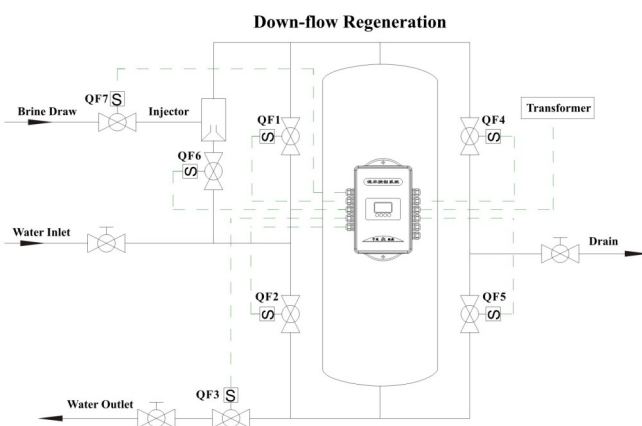 Down-flow Regeneration
QF7
S
Brine Draw
Injector
QF1
S
QF4
S
Transformer
QF6
S
Water Inlet
Drain
QF2
S
QF5
S
QF3
S
Water Outlet